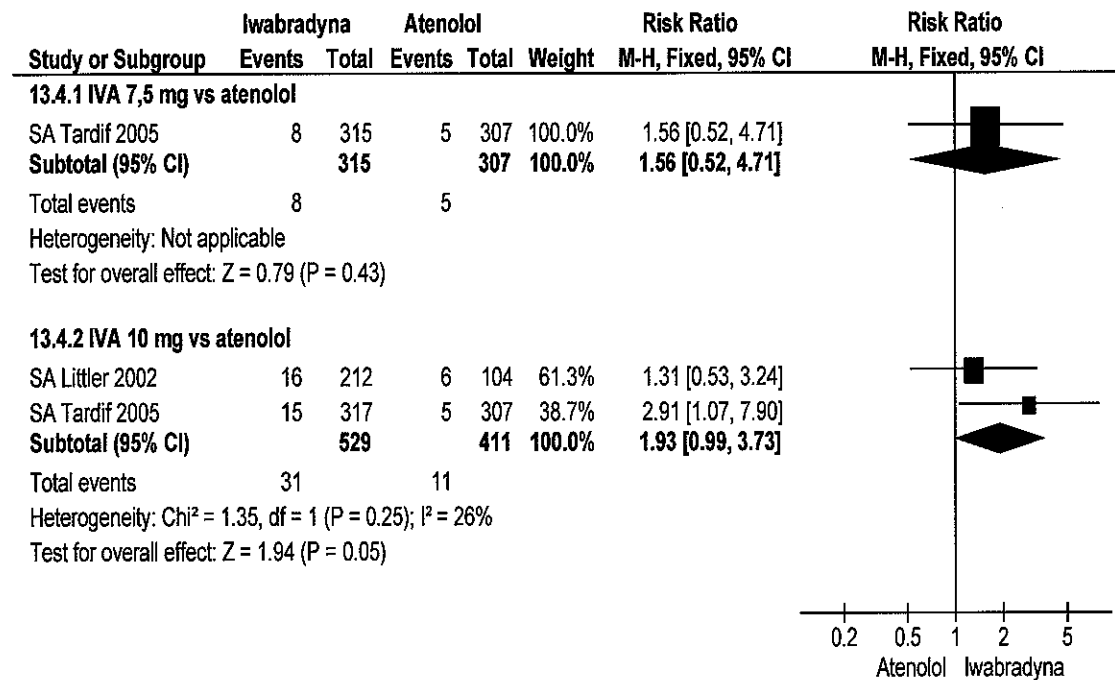 Iwabradyna Atenolol Risk Ratio Risk Ratio
Study or Subgroup Events Total Events Total Weight M-H, Fixed, 95% CI M-H, Fixed, 95% CI
13.4.1 IVA 7,5 mg vs atenolol
SA Tardif 2005 8 315 5 307 100.0% 1.56 [0.52, 4.71]
Subtotal (95% CI) 315 307 100.0% 1.56 [0.52, 4.71]
Total events 8 5
Heterogeneity: Not applicable
Test for overall effect: Z = 0.79 (P = 0.43)
13.4.2 IVA 10 mg vs atenolol
SA Littler 2002 16 212 6 104 61.3% 1.31 [0.53, 3.24]
SA Tardif 2005 15 317 5 307 38.7% 2.91 [1.07, 7.90]
Subtotal (95% CI) 529 411 100.0% 1.93 [0.99, 3.73]
Total events 31 11
Heterogeneity: Chi² = 1.35, df = 1 (P = 0.25); I² = 26%
Test for overall effect: Z = 1.94 (P = 0.05)
0.2 0.5 1 2 5
Atenolol Iwabradyna